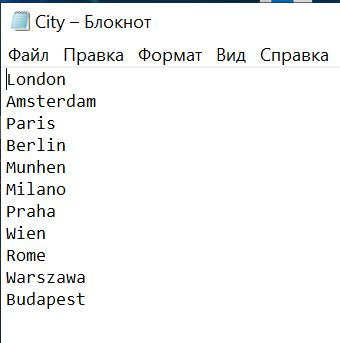 City – Блокнот
Файл Правка Формат Вид Справка
London
Amsterdam
Paris
Berlin
Munhen
Milano
Praha
Wien
Rome
Warszawa
Budapest